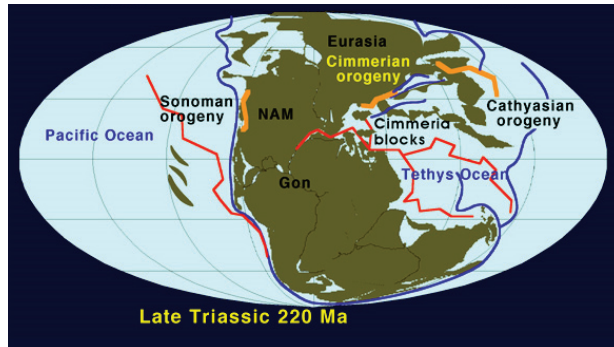 Eurasia
Cimmerian
orogeny
Sonoman
orogeny
NAM
Cathyasian
orogeny
Pacific Ocean
Cimmeria
blocks
Tethys Ocean
Gon
Late Triassic 220 Ma